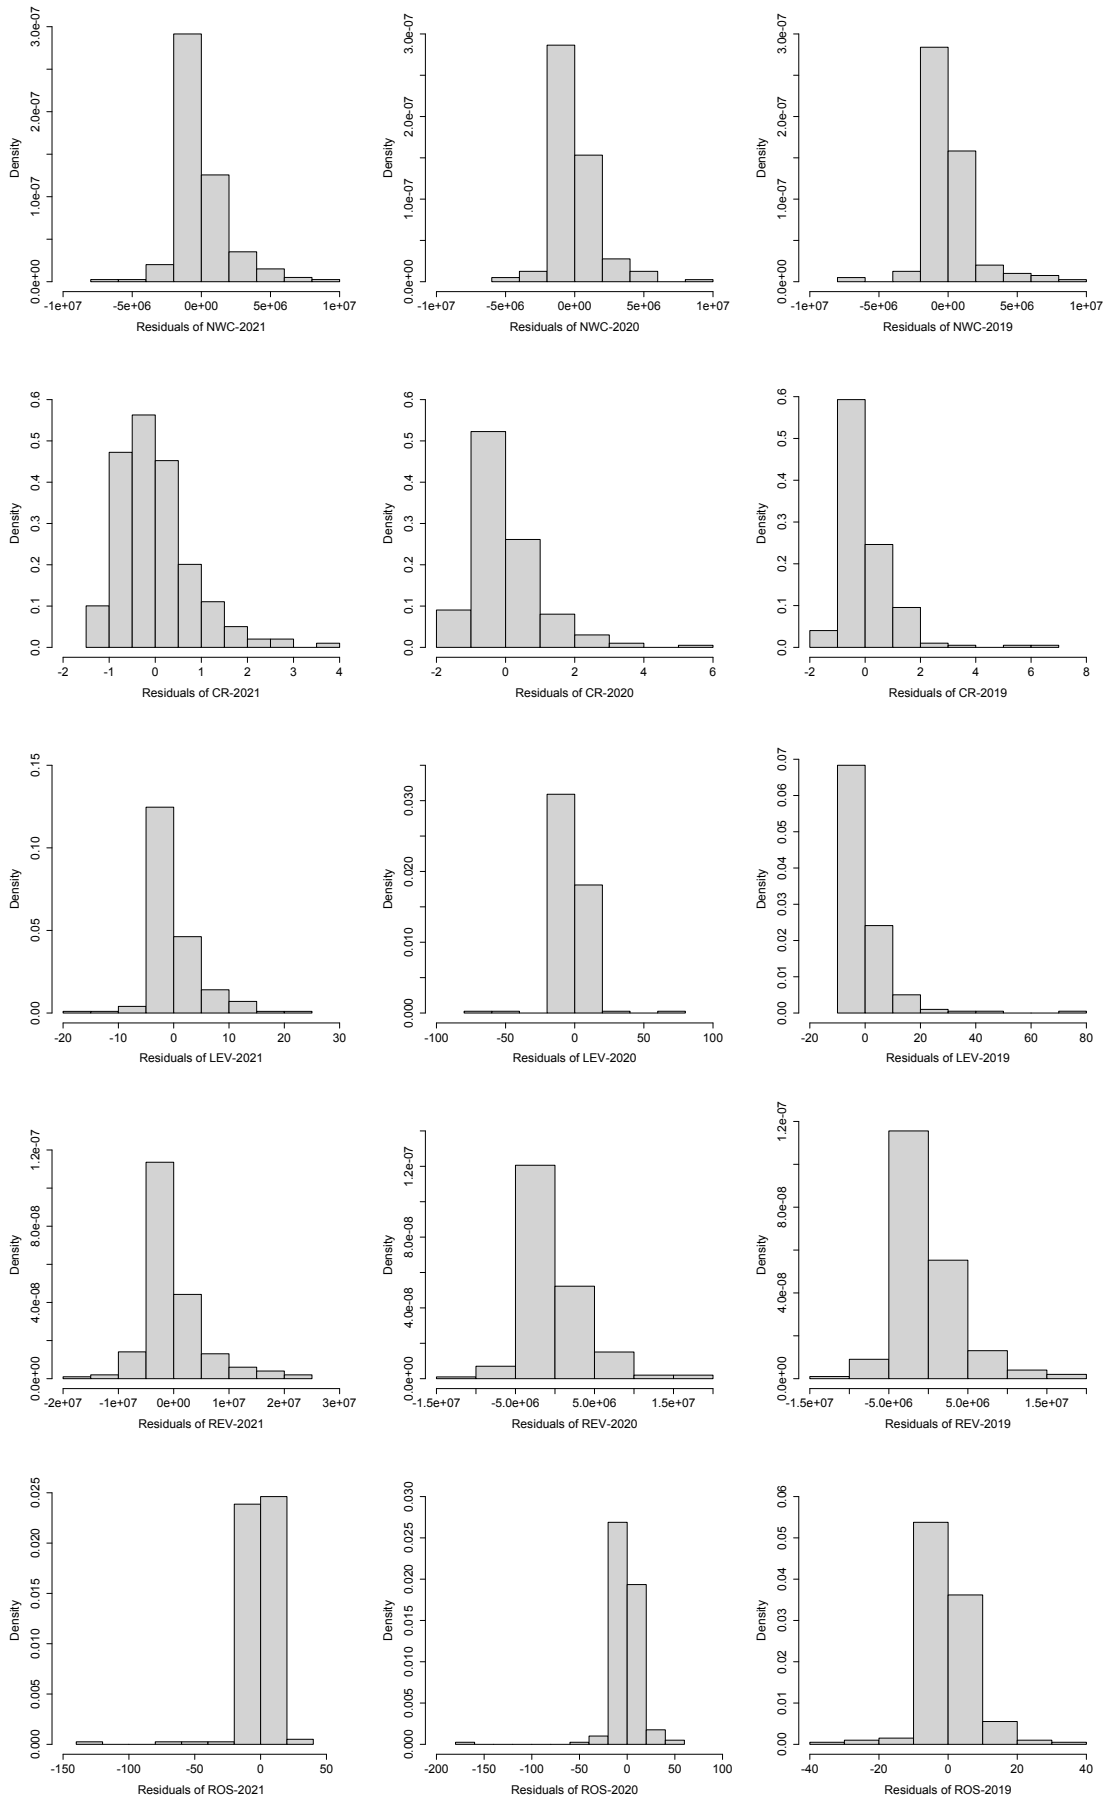 Density
0.0e+00 1.0e-07 2.0e-07 3.0e-07
-1e+07 -5e+06 0e+00 5e+06 1e+07
Residuals of NWC-2021
Density
0.0e+00 1.0e-07 2.0e-07 3.0e-07
-1e+07 -5e+06 0e+00 5e+06 1e+07
Residuals of NWC-2020
Density
0.0e+00 1.0e-07 2.0e-07 3.0e-07
-1e+07 -5e+06 0e+00 5e+06 1e+07
Residuals of NWC-2019
Density
0.0 0.1 0.2 0.3 0.4 0.5 0.6
-2 -1 0 1 2 3 4
Residuals of CR-2021
Density
0.0 0.1 0.2 0.3 0.4 0.5 0.6
-2 0 2 4 6
Residuals of CR-2020
Density
0.0 0.1 0.2 0.3 0.4 0.5 0.6
-2 0 2 4 6 8
Residuals of CR-2019
Density
0.00 0.05 0.10 0.15
-20 -10 0 10 20 30
Residuals of LEV-2021
Density
0.000 0.010 0.020 0.030
-100 -50 0 50 100
Residuals of LEV-2020
Density
0.00 0.01 0.02 0.03 0.04 0.05 0.06 0.07
-20 0 20 40 60 80
Residuals of LEV-2019
Density
0.0e+00 4.0e-08 8.0e-08 1.2e-07
-2e+07 -1e+07 0e+00 1e+07 2e+07 3e+07
Residuals of REV-2021
Density
0.0e+00 4.0e-08 8.0e-08 1.2e-07
-1.5e+07 -5.0e+06 5.0e+06 1.5e+07
Residuals of REV-2020
Density
0.0e+00 4.0e-08 8.0e-08 1.2e-07
-1.5e+07 -5.0e+06 5.0e+06 1.5e+07
Residuals of REV-2019
Density
0.000 0.005 0.010 0.015 0.020 0.025
-150 -100 -50 0 50
Residuals of ROS-2021
Density
0.000 0.005 0.010 0.015 0.020 0.025 0.030
-200 -150 -100 -50 0 50 100
Residuals of ROS-2020
Density
0.00 0.01 0.02 0.03 0.04 0.05 0.06
-40 -20 0 20 40
Residuals of ROS-2019